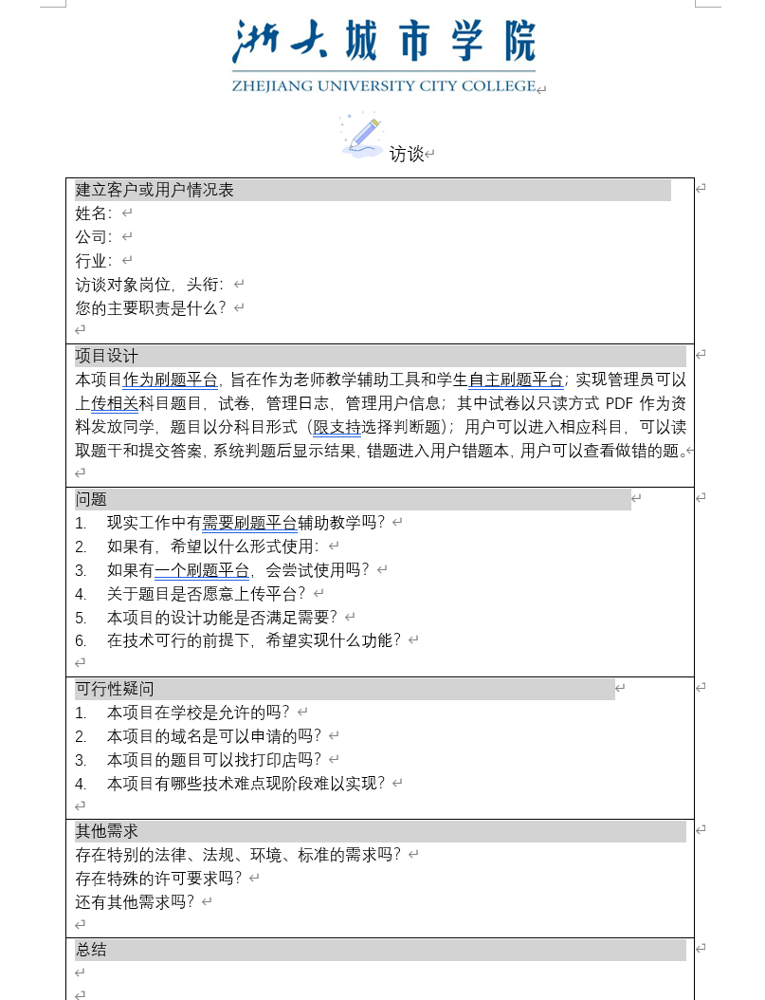 浙大城市学院
ZHEJIANG UNIVERSITY CITY COLLEGE
访谈
建立客户或用户情况表
姓名：
公司：
行业：
访谈对象岗位，头衔：
您的主要职责是什么？
项目设计
本项目作为刷题平台，旨在作为老师教学辅助工具和学生自主刷题平台；实现管理员可以
上传相关科目题目，试卷，管理日志，管理用户信息；其中试卷以只读方式 PDF 作为资
料发放同学，题目以分科目形式（限支持选择判断题）；用户可以进入相应科目，可以读
取题干和提交答案，系统判题后显示结果，错题进入用户错题本，用户可以查看做错的题。
问题
1. 现实工作中有需要刷题平台辅助教学吗？
2. 如果有，希望以什么形式使用：
3. 如果有一个刷题平台，会尝试使用吗？
4. 关于题目是否愿意上传平台？
5. 本项目的设计功能是否满足需要？
6. 在技术可行的前提下，希望实现什么功能？
可行性疑问
1. 本项目在学校是允许的吗？
2. 本项目的域名是可以申请的吗？
3. 本项目的题目可以找打印店吗？
4. 本项目有哪些技术难点现阶段难以实现？
其他需求
存在特别的法律、法规、环境、标准的需求吗？
存在特殊的许可要求吗？
还有其他需求吗？
总结